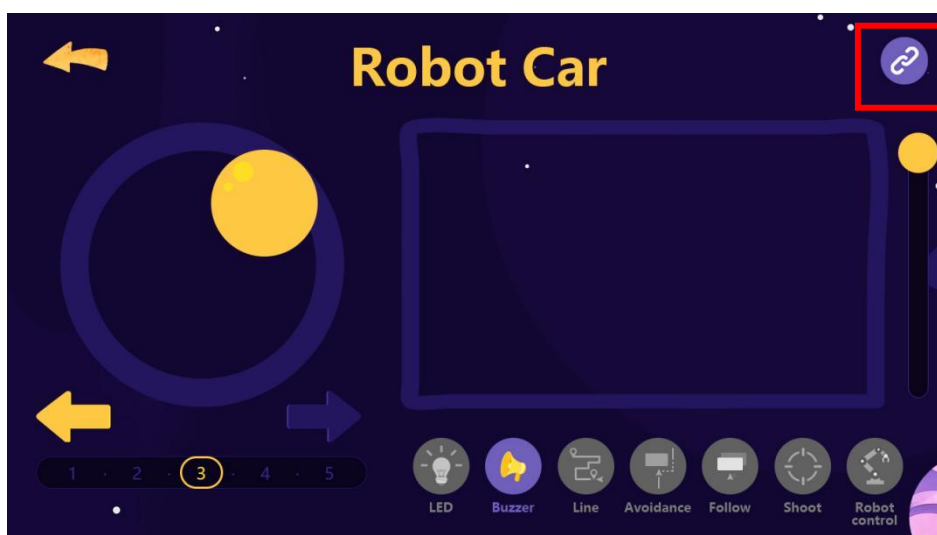 Robot Car
1 · 2 · 3 · 4 · 5
LED
Buzzer
Line
Avoidance
Follow
Shoot
Robot
control